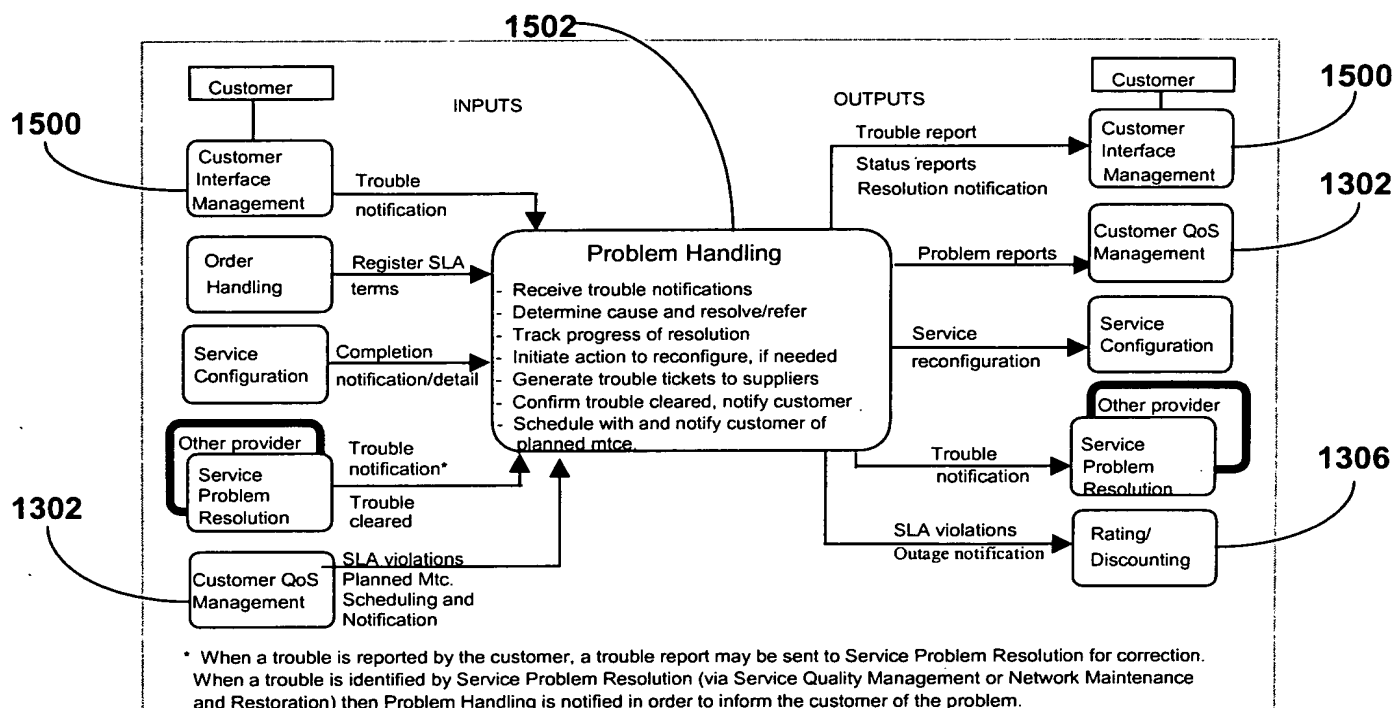 1502
Customer
INPUTS
OUTPUTS
Customer
1500
1500
Customer
Interface
Management
Trouble
notification
Trouble report
Status reports
Resolution notification
Customer
Interface
Management
1302
Order
Handling
Register SLA
terms
Problem Handling
- Receive trouble notifications
- Determine cause and resolve/refer
- Track progress of resolution
- Initiate action to reconfigure, if needed
- Generate trouble tickets to suppliers
- Confirm trouble cleared, notify customer
- Schedule with and notify customer of
planned mtce.
Problem reports
Customer QoS
Management
Service
Configuration
Completion
notification/detail
Service
reconfiguration
Service
Configuration
Other provider
Service
Problem
Resolution
Trouble
notification*
Trouble
cleared
Trouble
notification
Other provider
Service
Problem
Resolution
1306
1302
Customer QoS
Management
SLA violations
Planned Mtc.
Scheduling and
Notification
SLA violations
Outage notification
Rating/
Discounting
* When a trouble is reported by the customer, a trouble report may be sent to Service Problem Resolution for correction.
When a trouble is identified by Service Problem Resolution (via Service Quality Management or Network Maintenance
and Restoration) then Problem Handling is notified in order to inform the customer of the problem.